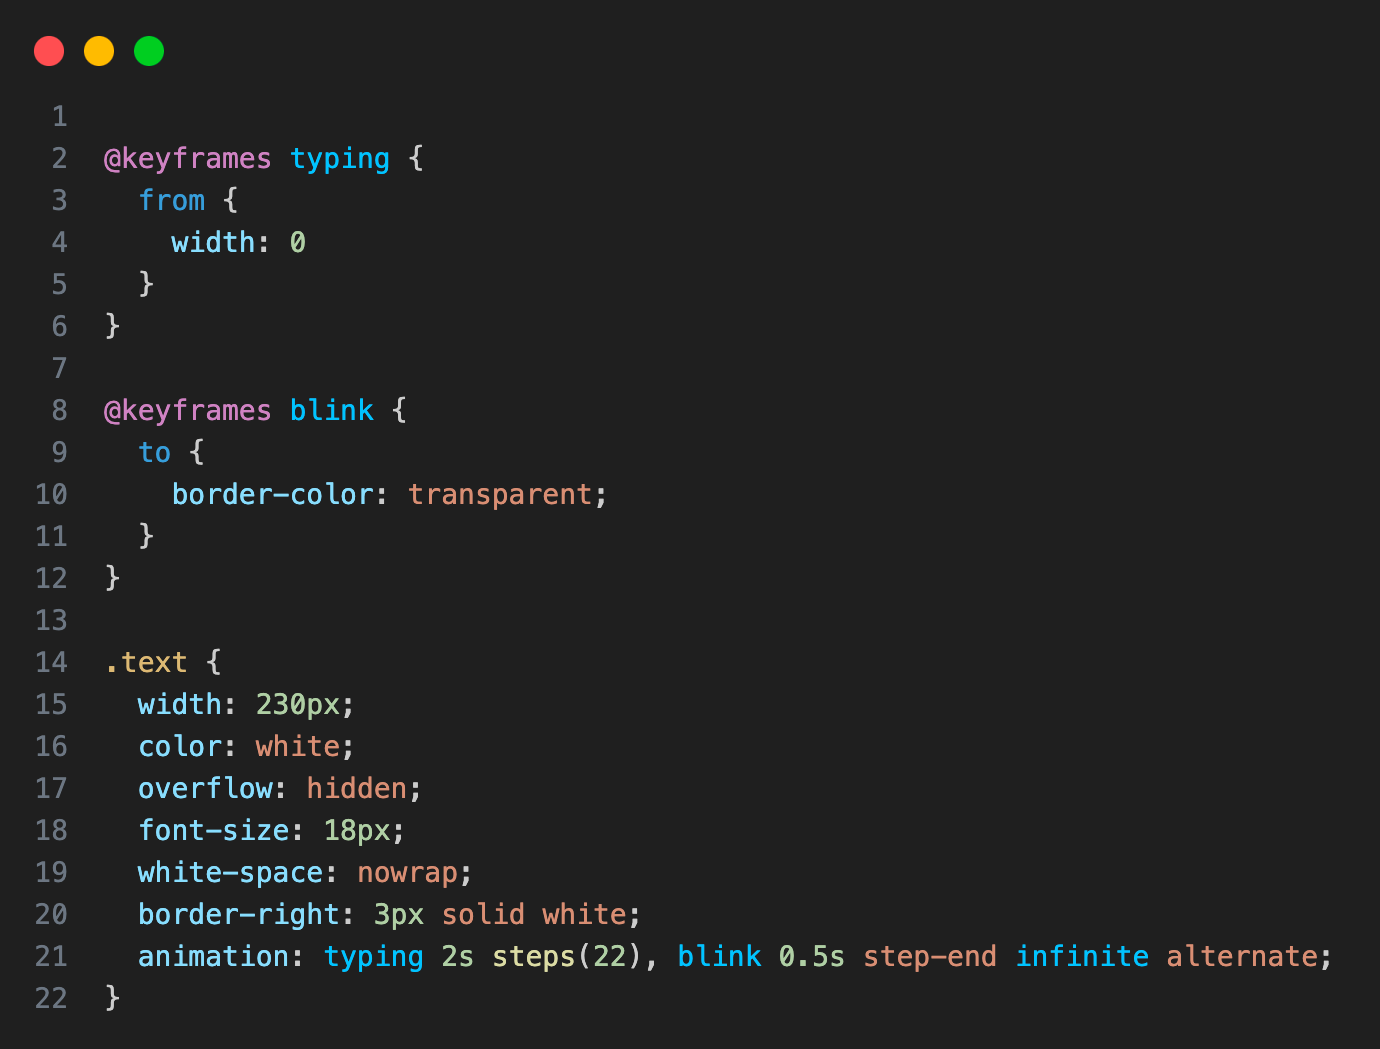 1
2 @keyframes typing {
3   from {
4     width: 0
5   }
6 }
7
8 @keyframes blink {
9   to {
10     border-color: transparent;
11   }
12 }
13
14 .text {
15   width: 230px;
16   color: white;
17   overflow: hidden;
18   font-size: 18px;
19   white-space: nowrap;
20   border-right: 3px solid white;
21   animation: typing 2s steps(22), blink 0.5s step-end infinite alternate;
22 }